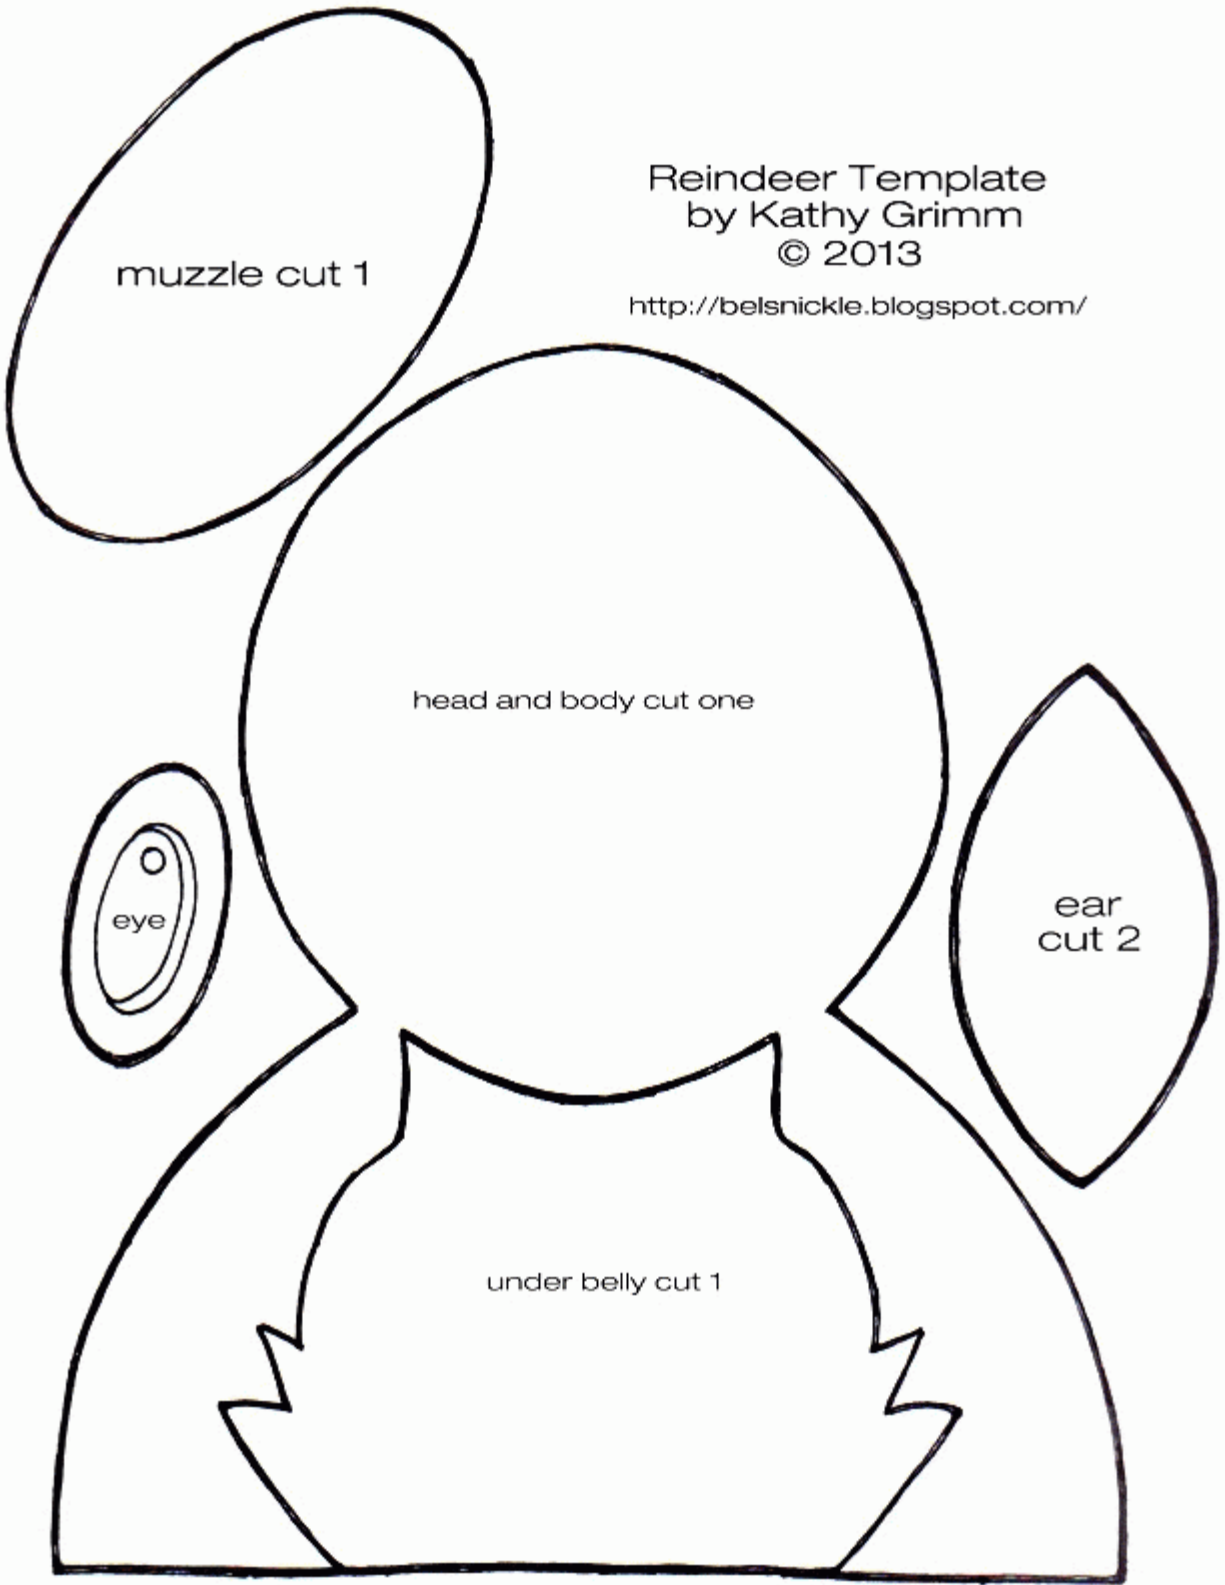 Reindeer Template
by Kathy Grimm
© 2013
http://belsnickle.blogspot.com/
muzzle cut 1
head and body cut one
eye
ear
cut 2
under belly cut 1